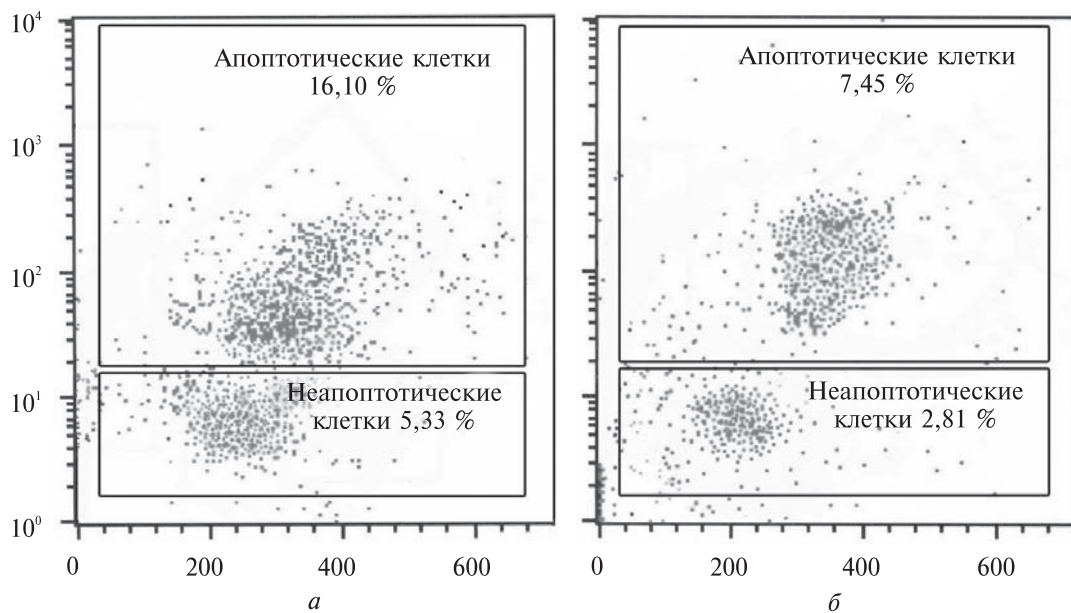 Апоптотические клетки
16,10 %
Неапоптотические
клетки 5,33 %
10⁴
10³
10²
10¹
10⁰
0 200 400 600
а
Апоптотические клетки
7,45 %
Неапоптотические
клетки 2,81 %
0 200 400 600
б